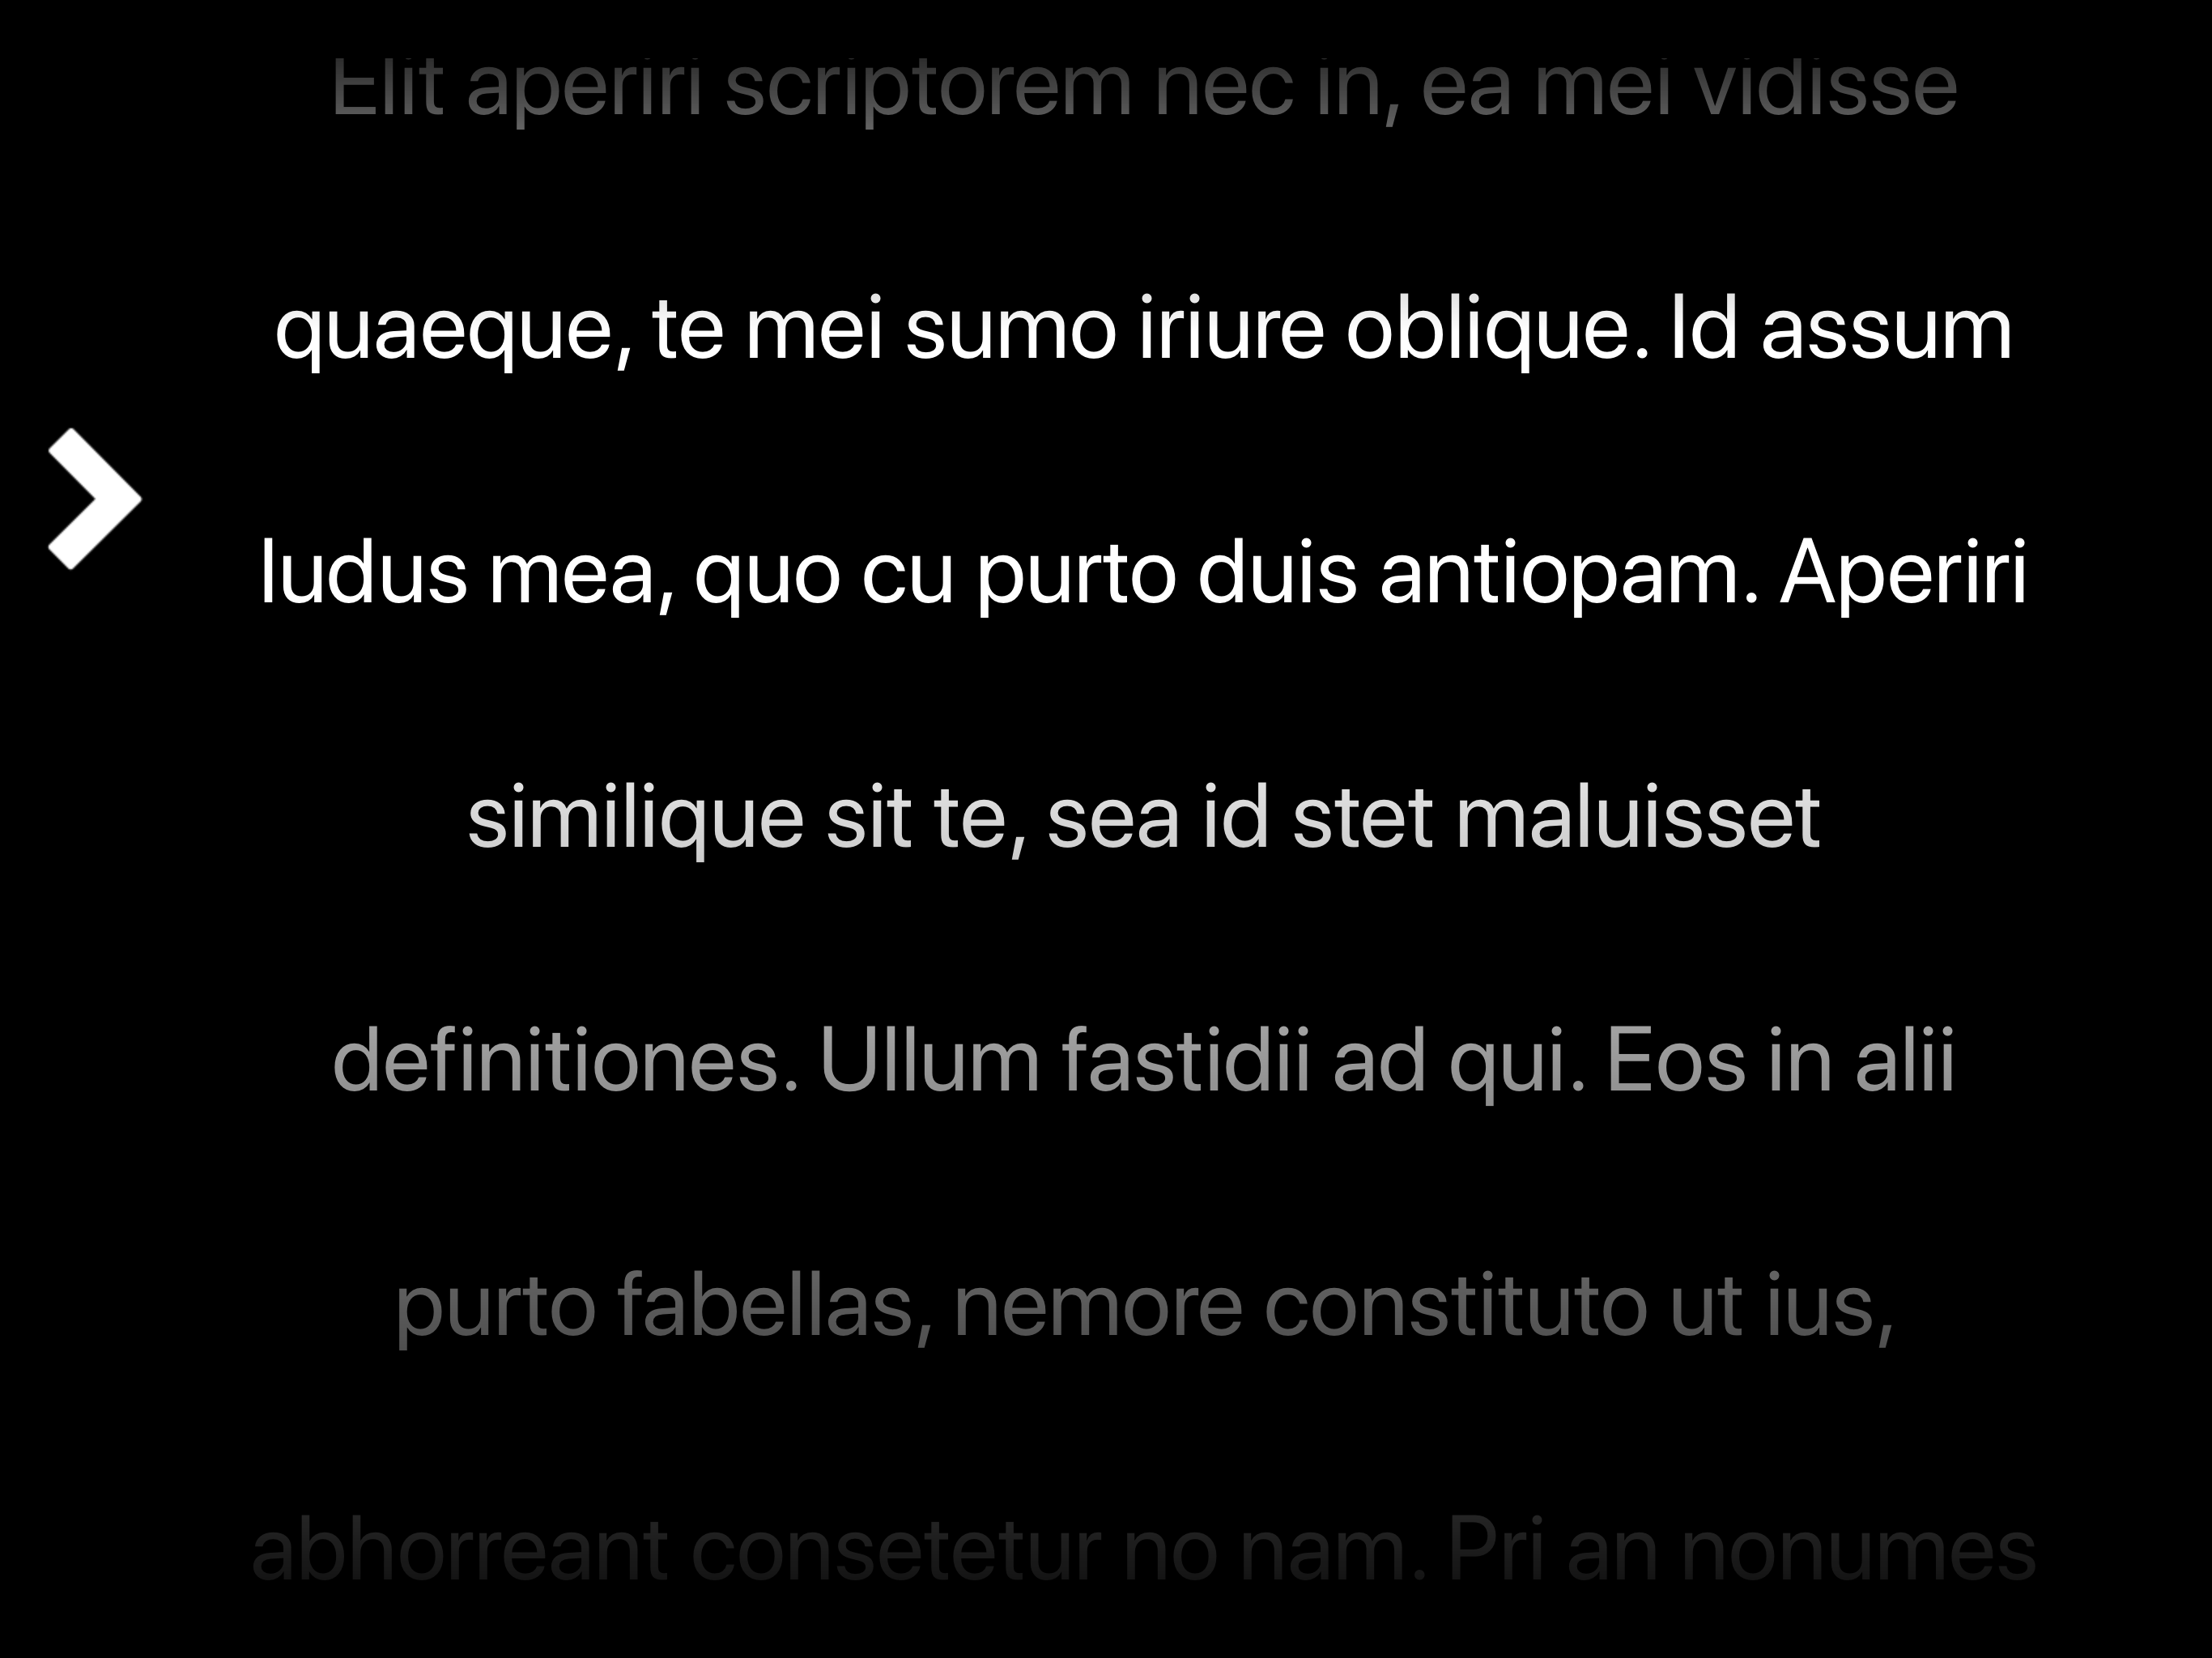 Elit aperiri scriptorem nec in, ea mei vidisse
quaeque, te mei sumo iriure oblique. Id assum
ludus mea, quo cu purto duis antiopam. Aperiri
similique sit te, sea id stet maluisset
definitiones. Ullum fastidii ad qui. Eos in alii
purto fabellas, nemore constituto ut ius,
abhorreant consetetur no nam. Pri an nonumes